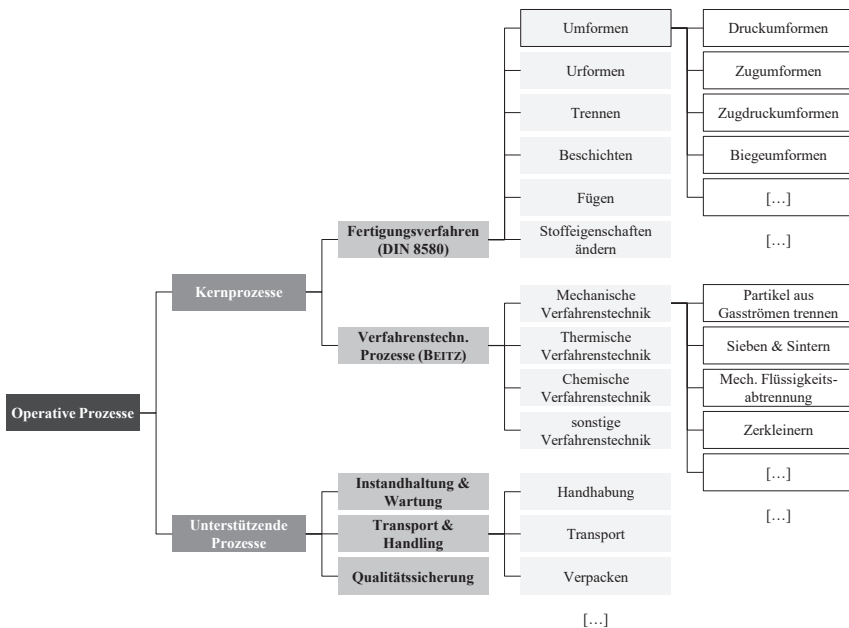 Operative Prozesse
Kernprozesse
Unterstützende
Prozesse
Fertigungsverfahren
(DIN 8580)
Verfahrenstechn.
Prozesse (BEITZ)
Instandhaltung &
Wartung
Transport &
Handling
Qualitätssicherung
Umformen
Urformen
Trennen
Beschichten
Fügen
Stoffeigenschaften
ändern
Mechanische
Verfahrenstechnik
Thermische
Verfahrenstechnik
Chemische
Verfahrenstechnik
sonstige
Verfahrenstechnik
Handhabung
Transport
Verpacken
[…]
Druckumformen
Zugumformen
Zugdruckumformen
Biegeumformen
[…]
[…]
Partikel aus
Gasströmen trennen
Sieben & Sintern
Mech. Flüssigkeits-
abtrennung
Zerkleinern
[…]
[…]